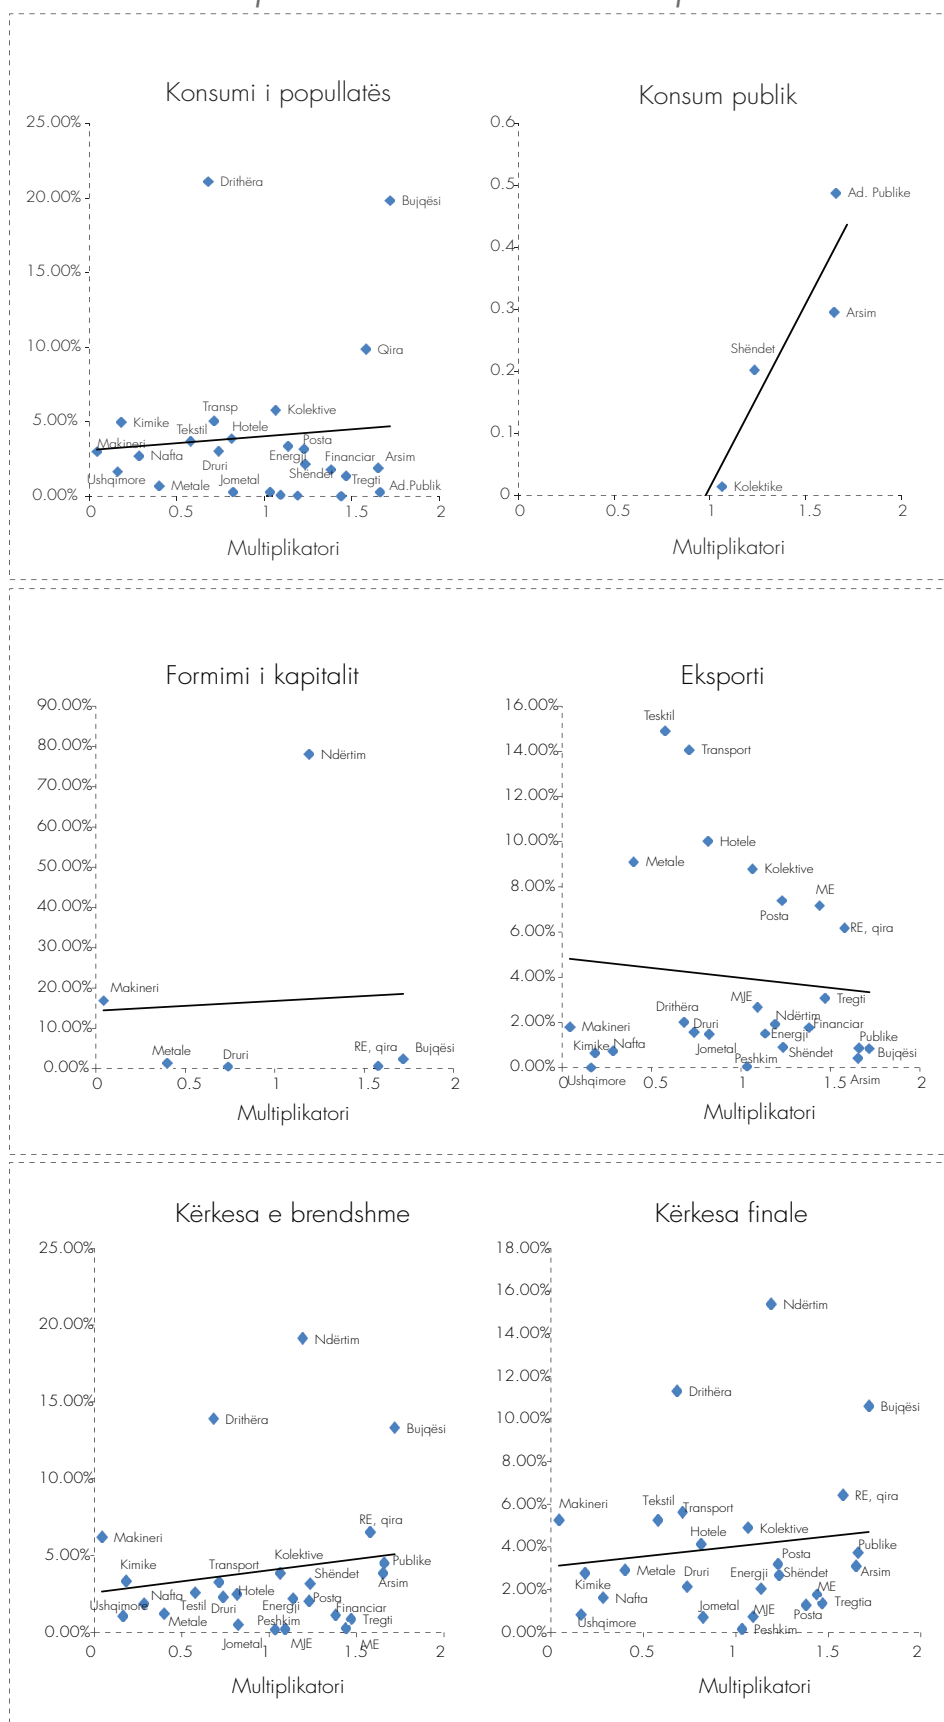 Konsumi i popullatës
25.00%
20.00%
15.00%
10.00%
5.00%
0.00%
Drithëra
Bujqësi
Qira
Transp
Kolektive
Kimike
Tekstil
Hotele
Makineri
Nafta
Posta
Energji
Financiar
Arsim
Druri
Ushqimore
Shëndet
Metale
Jometal
Tregti
Ad.Publik
0 0.5 1 1.5 2
Multiplikatori
Konsum publik
0.6
0.5
0.4
0.3
0.2
0.1
0
Ad. Publike
Arsim
Shëndet
Kolektike
0 0.5 1 1.5 2
Multiplikatori
Formimi i kapitalit
90.00%
80.00%
70.00%
60.00%
50.00%
40.00%
30.00%
20.00%
10.00%
0.00%
Ndërtim
Makineri
Metale
Druri
RE, qira
Bujqësi
0 0.5 1 1.5 2
Multiplikatori
Eksporti
16.00%
14.00%
12.00%
10.00%
8.00%
6.00%
4.00%
2.00%
0.00%
Tesktil
Transport
Hotele
Metale
Kolektive
ME
Posta
RE, qira
MJE
Tregti
Drithëra
Ndërtim
Makineri
Druri
Financiar
Energji
Kimike
Nafta
Jometal
Shëndet
Publike
Peshkim
Bujqësi
Ushqimore
Arsim
0 0.5 1 1.5 2
Multiplikatori
Kërkesa e brendshme
25.00%
20.00%
15.00%
10.00%
5.00%
0.00%
Ndërtim
Drithëra
Bujqësi
RE, qira
Makineri
Kolektive
Publike
Kimike
Transport
Shëndet
Arsim
Nafta
Hotele
Ushqimore
Testil
Druri
Energji
Posta
Financiar
Metale
Peshkim
Tregti
Jometal
MJE
ME
0 0.5 1 1.5 2
Multiplikatori
Kërkesa finale
18.00%
16.00%
14.00%
12.00%
10.00%
8.00%
6.00%
4.00%
2.00%
0.00%
Ndërtim
Drithëra
Bujqësi
RE, qira
Makineri
Tekstil
Transport
Kolektive
Hotele
Publike
Posta
Kimike
Metale
Druri
Energji
Shëndet
Arsim
Nafta
ME
Tregtia
Ushqimore
Jometal
MJE
Posta
Peshkim
0 0.5 1 1.5 2
Multiplikatori